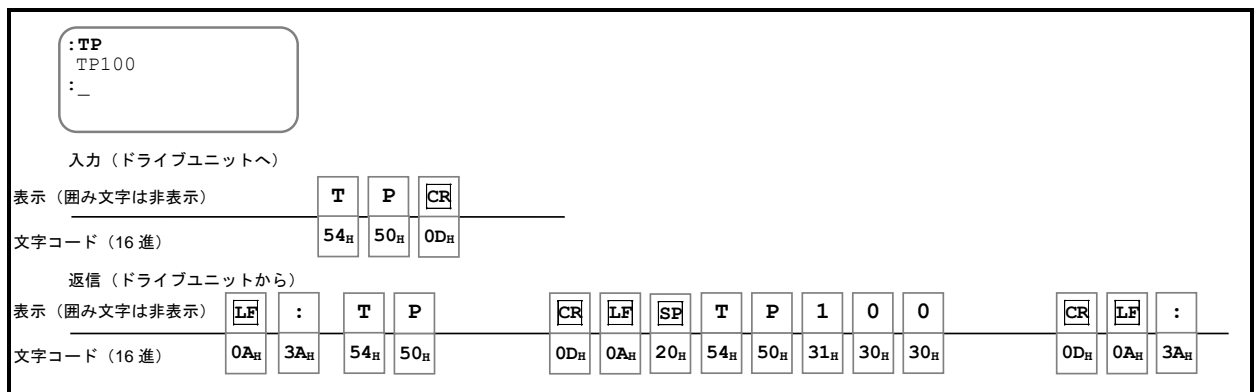 :TP
TP100
:_
入力（ドライブユニットへ）
表示（囲み文字は非表示） T P CR
文字コード（16 進） 54H 50H 0DH
返信（ドライブユニットから）
表示（囲み文字は非表示） LF : T P CR LF SP T P 1 0 0 CR LF :
文字コード（16 進） 0AH 3AH 54H 50H 0DH 0AH 20H 54H 50H 31H 30H 30H 0DH 0AH 3AH